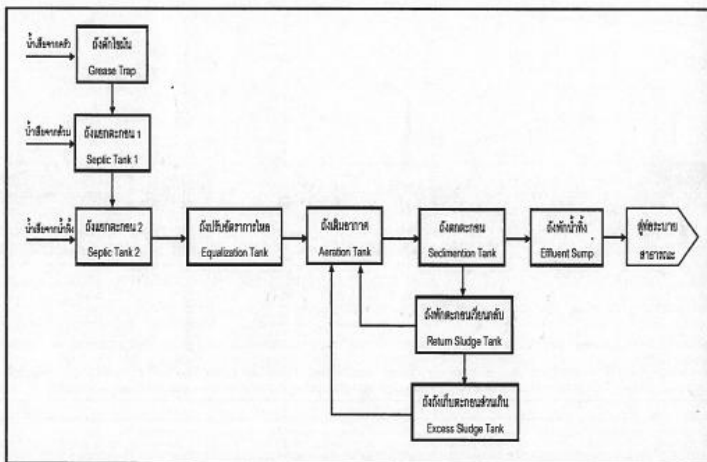 น้ำเสียจากครัว
ถังดักไขมัน
Grease Trap
น้ำเสียจากส้วม
ถังแยกตะกอน 1
Septic Tank 1
น้ำเสียจากน้ำทิ้ง
ถังแยกตะกอน 2
Septic Tank 2
ถังปรับอัตราการไหล
Equalization Tank
ถังเติมอากาศ
Aeration Tank
ถังตกตะกอน
Sedimention Tank
ถังพักน้ำทิ้ง
Effluent Sump
สู่ท่อระบาย
สาธารณะ
ถังพักตะกอนเวียนกลับ
Return Sludge Tank
ถังถังเก็บตะกอนส่วนเกิน
Excess Sludge Tank